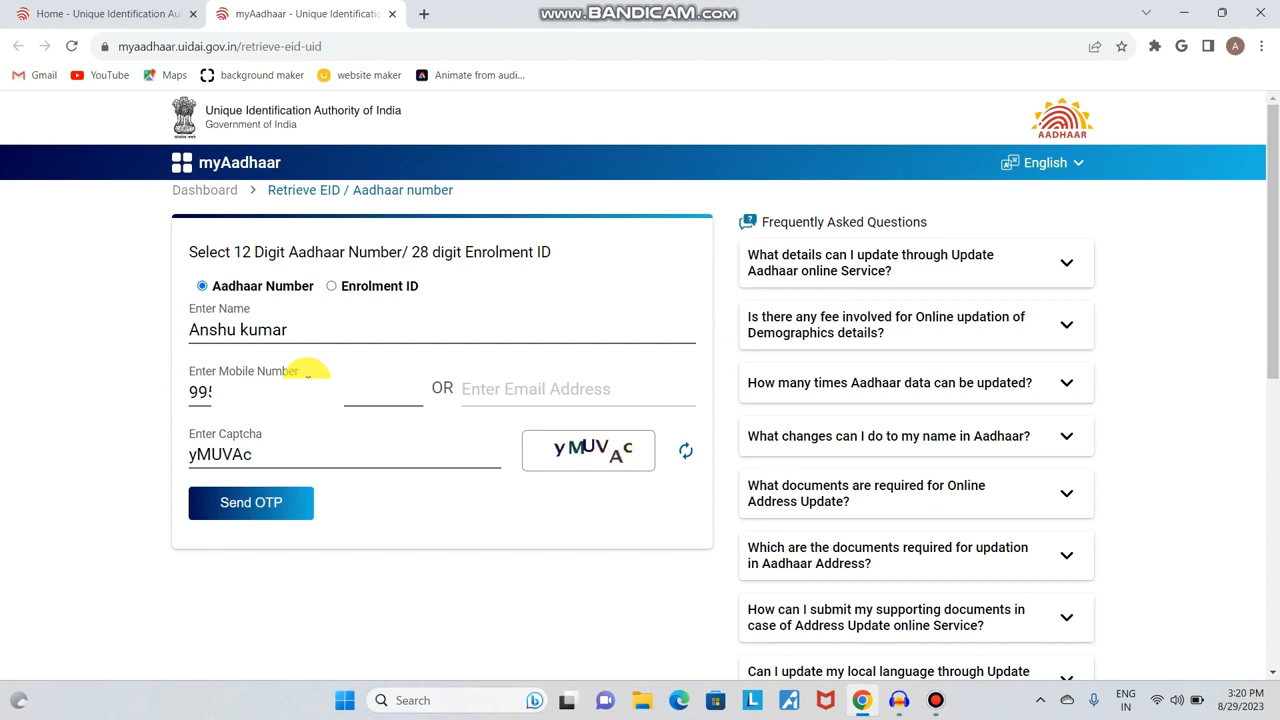 Home - Unique Identification Aut
myAadhaar - Unique Identificatio
www.BANDICAM.com
myaadhaar.uidai.gov.in/retrieve-eid-uid
A
Gmail
YouTube
Maps
background maker
website maker
Animate from audi...
Unique Identification Authority of India
Government of India
AADHAAR
myAadhaar
English
Dashboard > Retrieve EID / Aadhaar number
Select 12 Digit Aadhaar Number/ 28 digit Enrolment ID
Aadhaar Number
Enrolment ID
Enter Name
Anshu kumar
Enter Mobile Number
995
OR
Enter Email Address
Enter Captcha
yMUVAc
yMUVAc
Send OTP
Frequently Asked Questions
What details can I update through Update
Aadhaar online Service?
Is there any fee involved for Online updation of
Demographics details?
How many times Aadhaar data can be updated?
What changes can I do to my name in Aadhaar?
What documents are required for Online
Address Update?
Which are the documents required for updation
in Aadhaar Address?
How can I submit my supporting documents in
case of Address Update online Service?
Can I update my local language through Update
Search
ENG
IN
3:20 PM
8/29/2023